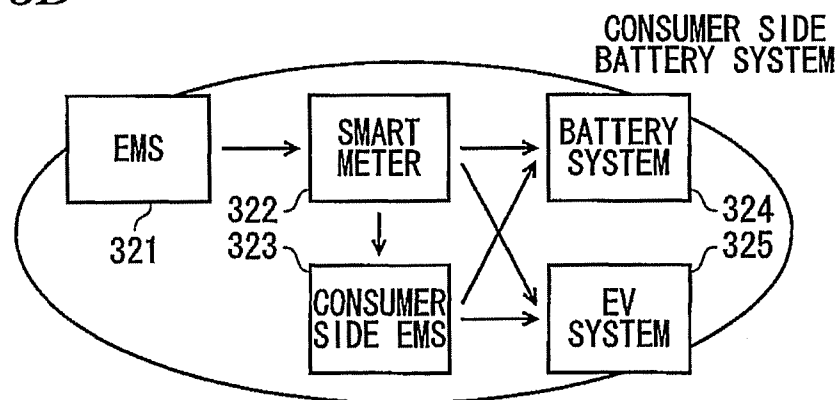 CONSUMER SIDE
BATTERY SYSTEM
EMS
SMART
METER
BATTERY
SYSTEM
321
322
323
324
325
CONSUMER
SIDE EMS
EV
SYSTEM